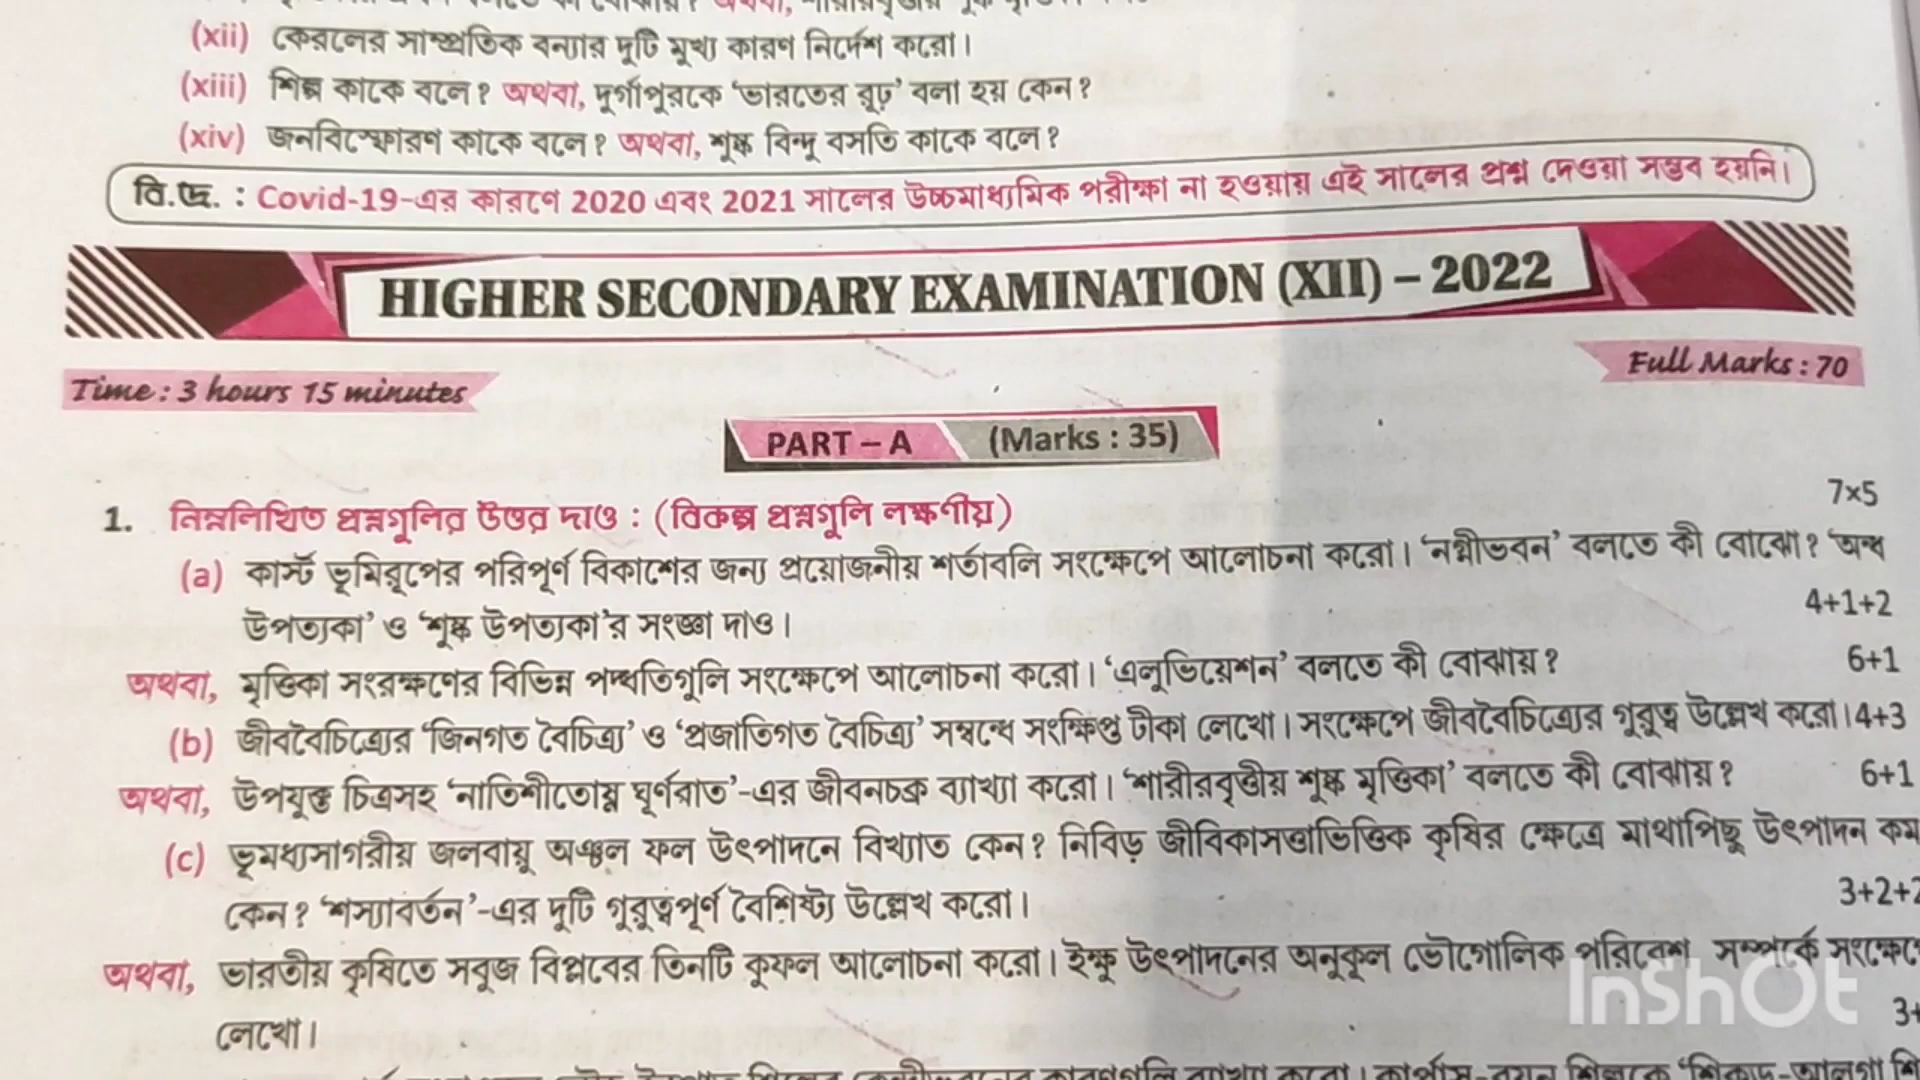 (xii) কেরলের সাম্প্রতিক বন্যার দুটি মুখ্য কারণ নির্দেশ করো।
(xiii) শিল্প কাকে বলে? অথবা, দুর্গাপুরকে ‘ভারতের রূঢ়’ বলা হয় কেন?
(xiv) জনবিস্ফোরণ কাকে বলে? অথবা, শুষ্ক বিন্দু বসতি কাকে বলে?
বি.দ্র. : Covid-19-এর কারণে 2020 এবং 2021 সালের উচ্চমাধ্যমিক পরীক্ষা না হওয়ায় এই সালের প্রশ্ন দেওয়া সম্ভব হয়নি।
HIGHER SECONDARY EXAMINATION (XII) – 2022
Time : 3 hours 15 minutes
Full Marks : 70
PART – A (Marks : 35)
1. নিম্নলিখিত প্রশ্নগুলির উত্তর দাও : (বিকল্প প্রশ্নগুলি লক্ষণীয়) 7×5
(a) কার্স্ট ভূমিরূপের পরিপূর্ণ বিকাশের জন্য প্রয়োজনীয় শর্তাবলি সংক্ষেপে আলোচনা করো। ‘নগ্নীভবন’ বলতে কী বোঝো? ‘অন্ধ
উপত্যকা’ ও ‘শুষ্ক উপত্যকা’র সংজ্ঞা দাও। 4+1+2
অথবা, মৃত্তিকা সংরক্ষণের বিভিন্ন পদ্ধতিগুলি সংক্ষেপে আলোচনা করো। ‘এলুভিয়েশন’ বলতে কী বোঝায়? 6+1
(b) জীববৈচিত্র্যের ‘জিনগত বৈচিত্র্য’ ও ‘প্রজাতিগত বৈচিত্র্য’ সম্বন্ধে সংক্ষিপ্ত টীকা লেখো। সংক্ষেপে জীববৈচিত্র্যের গুরুত্ব উল্লেখ করো। 4+3
অথবা, উপযুক্ত চিত্রসহ ‘নাতিশীতোষ্ণ ঘূর্ণবাত’-এর জীবনচক্র ব্যাখ্যা করো। ‘শারীরবৃত্তীয় শুষ্ক মৃত্তিকা’ বলতে কী বোঝায়? 6+1
(c) ভূমধ্যসাগরীয় জলবায়ু অঞ্চল ফল উৎপাদনে বিখ্যাত কেন? নিবিড় জীবিকাসত্তাভিত্তিক কৃষির ক্ষেত্রে মাথাপিছু উৎপাদন কম
কেন? ‘শস্যাবর্তন’-এর দুটি গুরুত্বপূর্ণ বৈশিষ্ট্য উল্লেখ করো। 3+2+2
অথবা, ভারতীয় কৃষিতে সবুজ বিপ্লবের তিনটি কুফল আলোচনা করো। ইক্ষু উৎপাদনের অনুকূল ভৌগোলিক পরিবেশ সম্পর্কে সংক্ষেপে
লেখো। 3+
InShOt